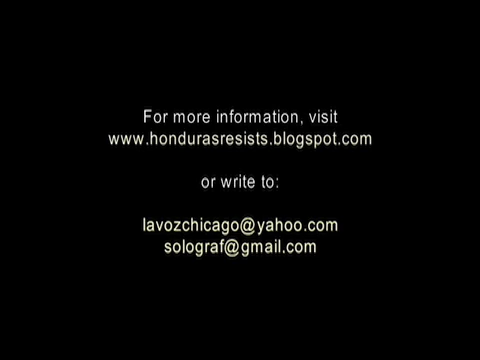 For more information, visit
www.hondurasresists.blogspot.com
or write to:
lavozchicago@yahoo.com
solograf@gmail.com